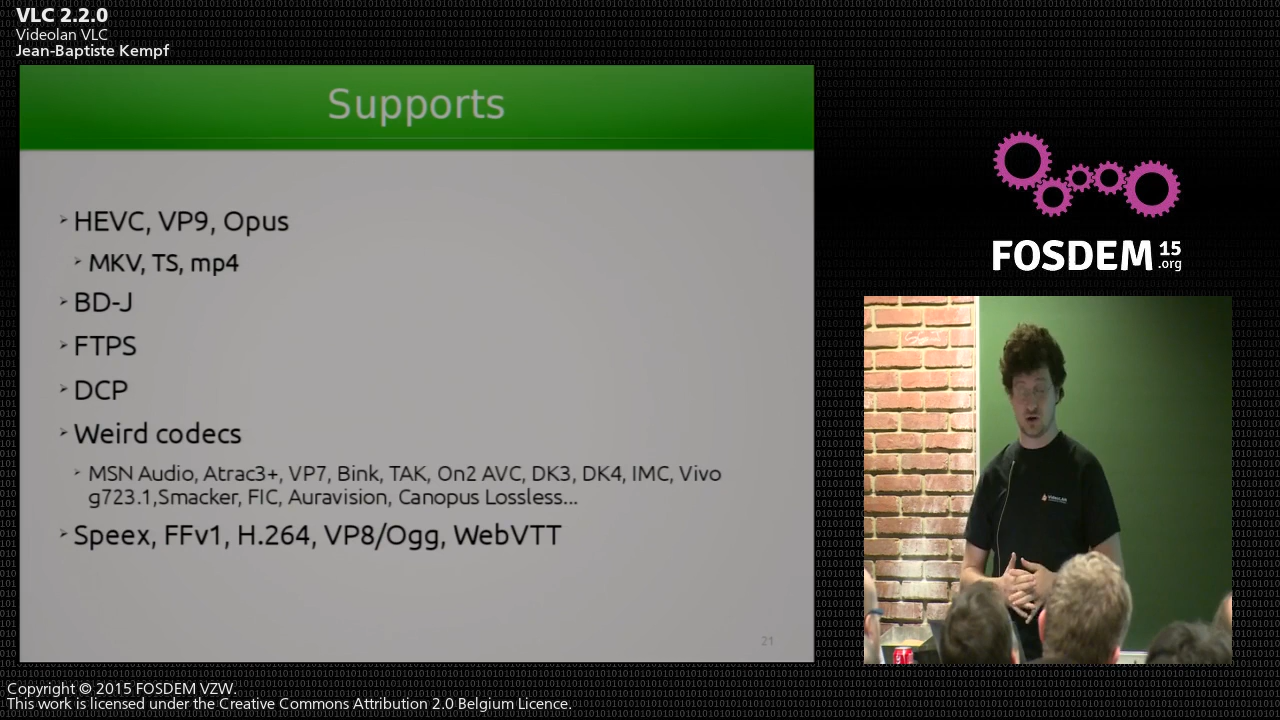 VLC 2.2.0
Videolan VLC
Jean-Baptiste Kempf
Supports
HEVC, VP9, Opus
MKV, TS, mp4
BD-J
FTPS
DCP
Weird codecs
MSN Audio, Atrac3+, VP7, Bink, TAK, On2 AVC, DK3, DK4, IMC, Vivo
g723.1,Smacker, FIC, Auravision, Canopus Lossless...
Speex, FFv1, H.264, VP8/Ogg, WebVTT
21
FOSDEM 15
.org
Copyright © 2015 FOSDEM VZW.
This work is licensed under the Creative Commons Attribution 2.0 Belgium Licence.